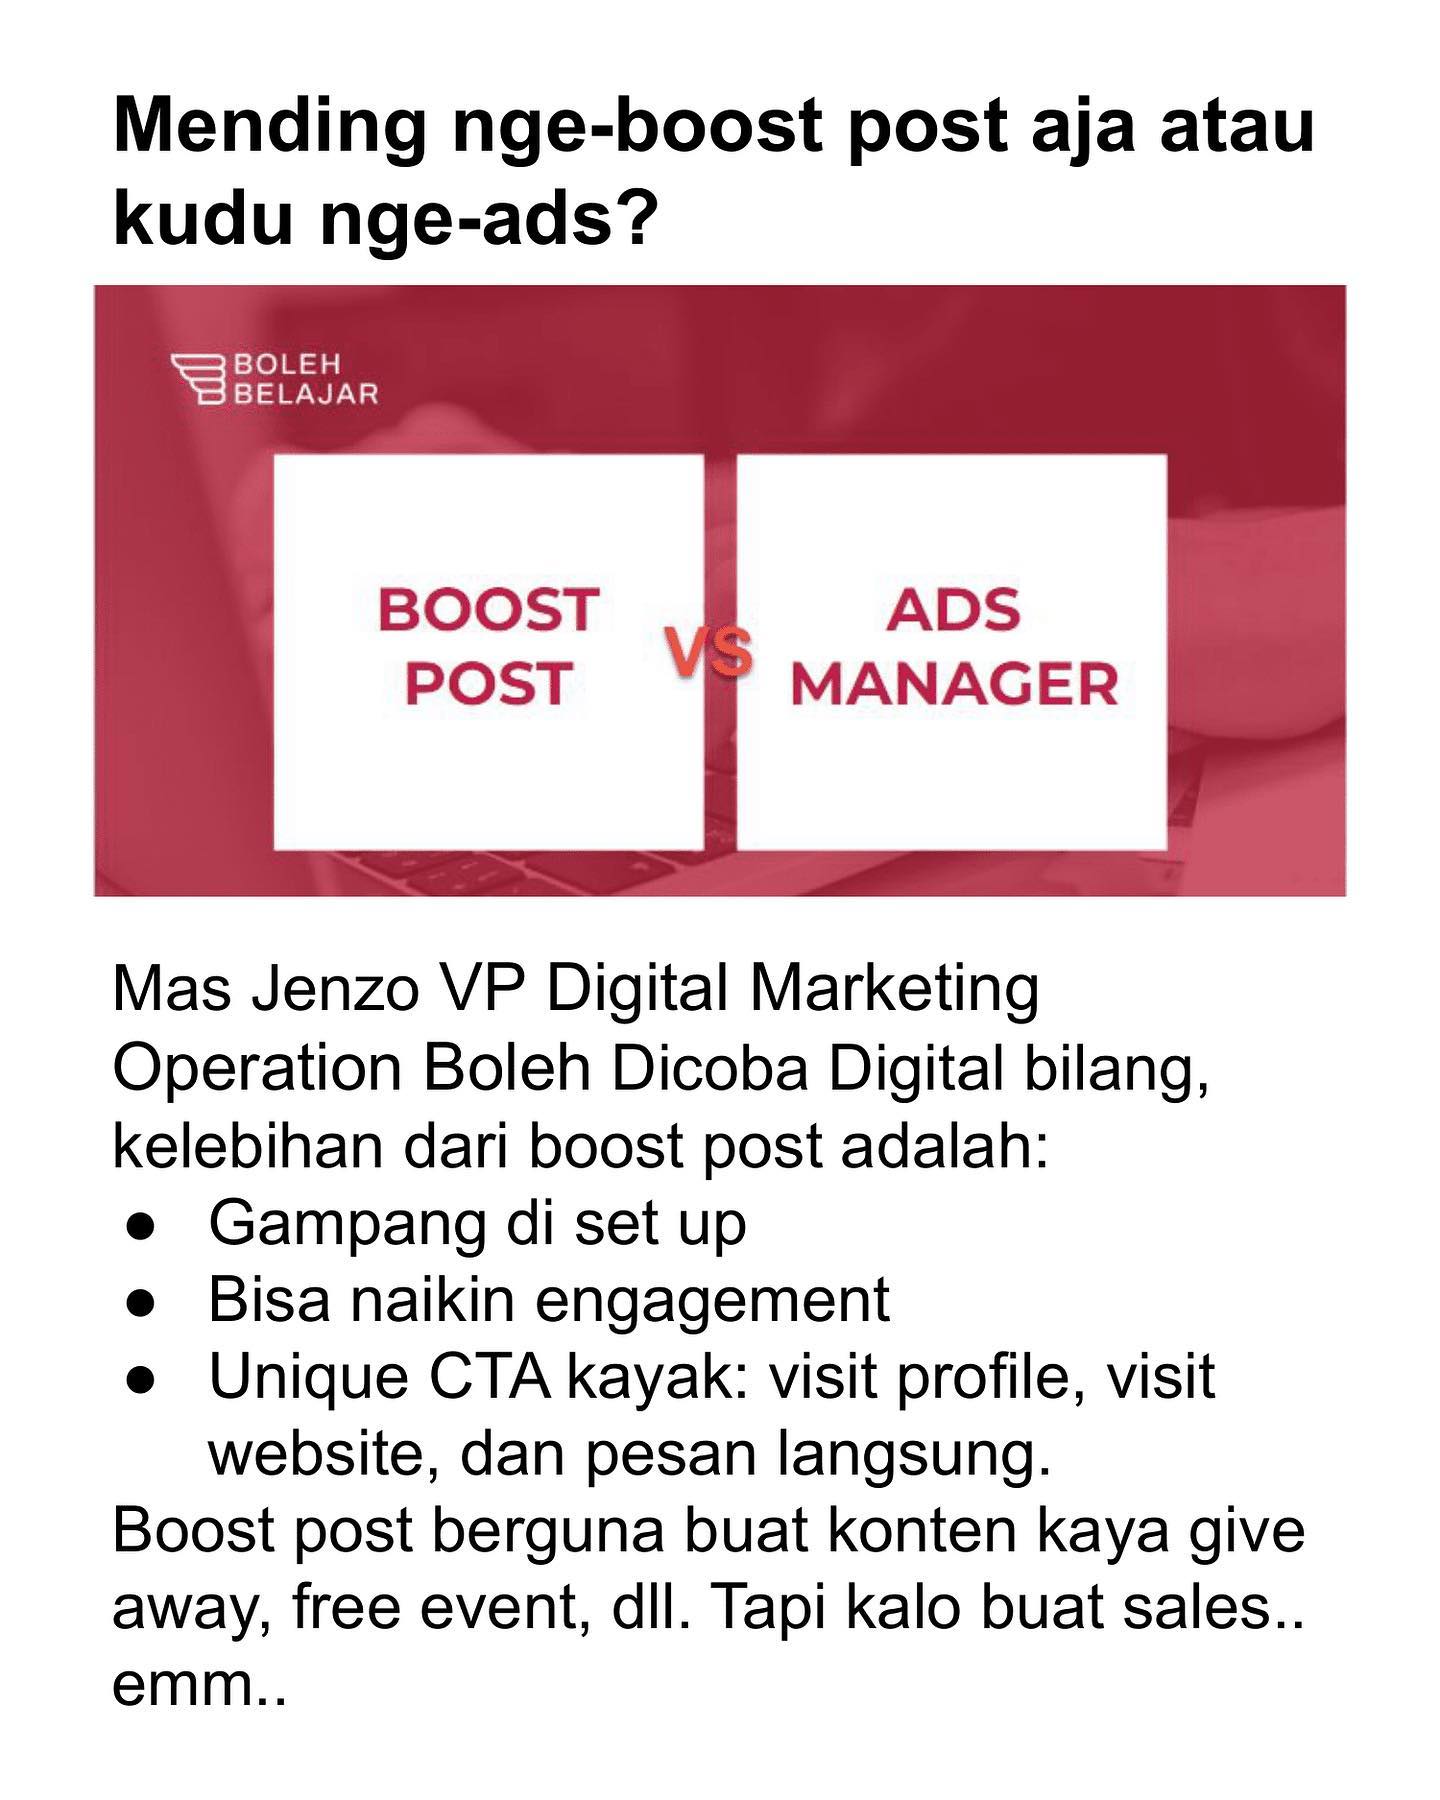 Mending nge-boost post aja atau
kudu nge-ads?
BOLEH
BELAJAR
BOOST
POST
VS
ADS
MANAGER
Mas Jenzo VP Digital Marketing
Operation Boleh Dicoba Digital bilang,
kelebihan dari boost post adalah:
● Gampang di set up
● Bisa naikin engagement
● Unique CTA kayak: visit profile, visit
website, dan pesan langsung.
Boost post berguna buat konten kaya give
away, free event, dll. Tapi kalo buat sales..
emm..